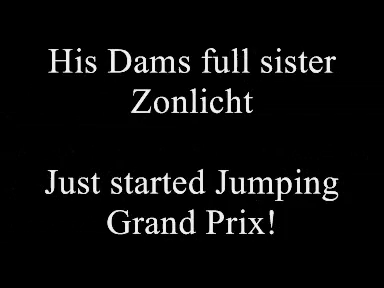 His Dams full sister
Zonlicht
Just started Jumping
Grand Prix!